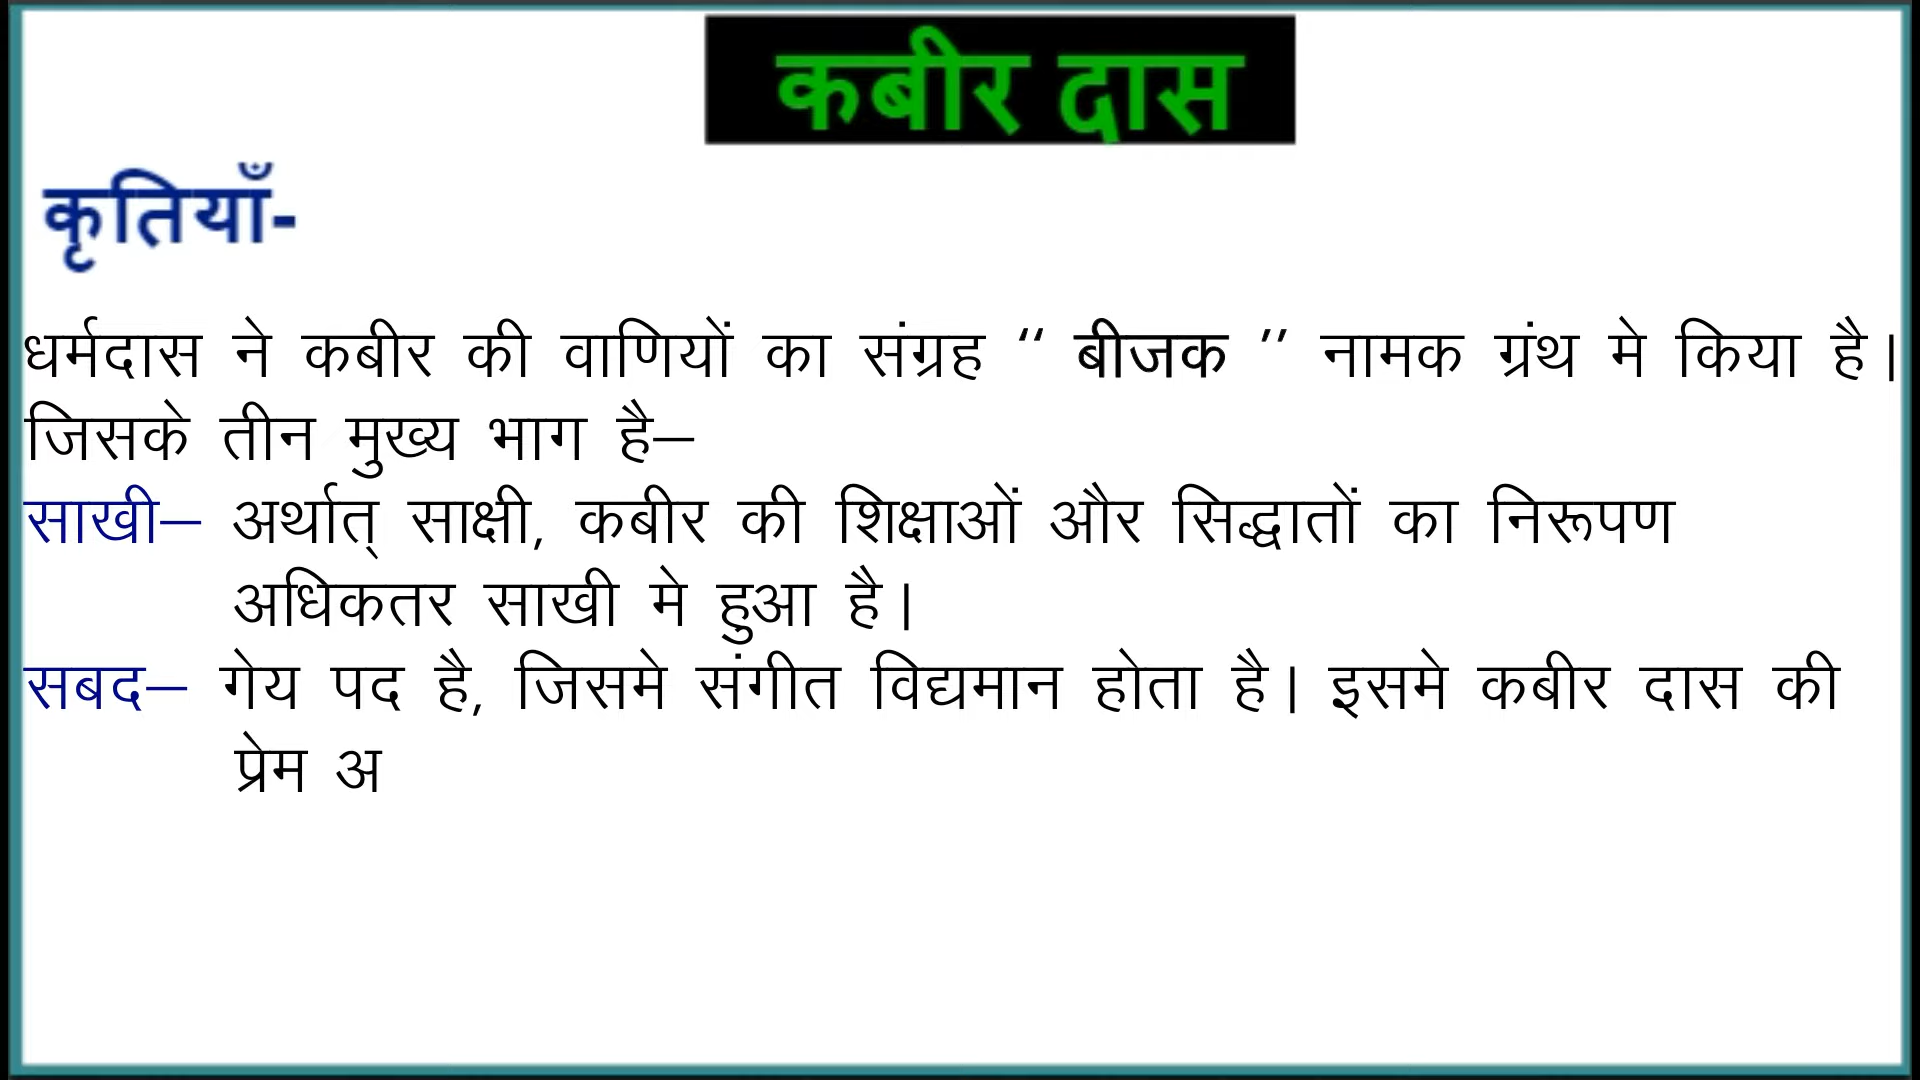 कबीर दास
कृतियाँ-
धर्मदास ने कबीर की वाणियों का संग्रह “ बीजक ” नामक ग्रंथ मे किया है।
जिसके तीन मुख्य भाग है–
साखी– अर्थात् साक्षी, कबीर की शिक्षाओं और सिद्धातों का निरूपण
अधिकतर साखी मे हुआ है।
सबद– गेय पद है, जिसमे संगीत विद्यमान होता है। इसमे कबीर दास की
प्रेम अ